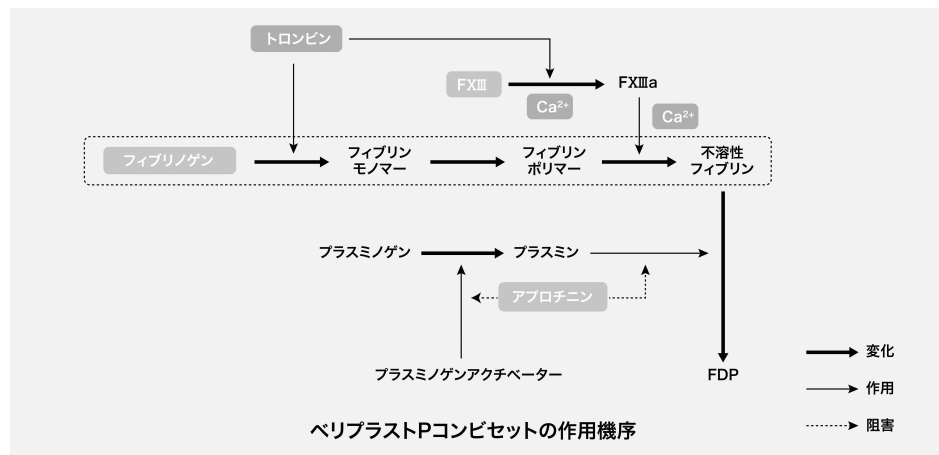 トロンビン
FXⅢ
FXⅢa
Ca²⁺
Ca²⁺
フィブリノゲン
フィブリン
モノマー
フィブリン
ポリマー
不溶性
フィブリン
プラスミノゲン
プラスミン
アプロチニン
プラスミノゲンアクチベーター
FDP
変化
作用
阻害
ベリプラストPコンビセットの作用機序